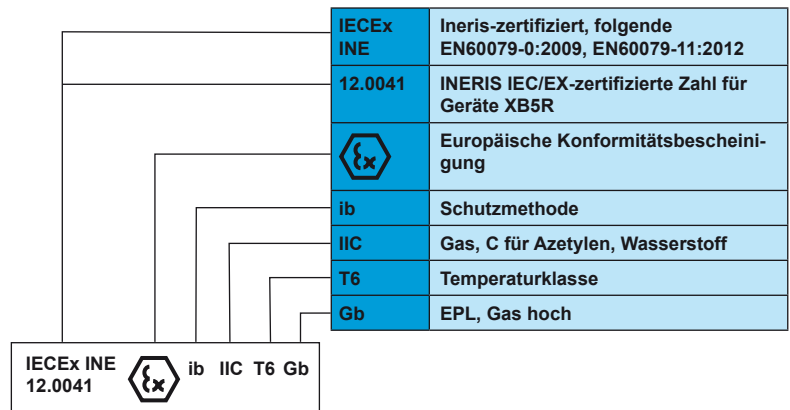 IECEx INE
Ineris-zertifiziert, folgende
EN60079-0:2009, EN60079-11:2012
12.0041
INERIS IEC/EX-zertifizierte Zahl für
Geräte XB5R
Ex
Europäische Konformitätsbescheini-
gung
ib
Schutzmethode
IIC
Gas, C für Azetylen, Wasserstoff
T6
Temperaturklasse
Gb
EPL, Gas hoch
IECEx INE
12.0041
Ex
ib IIC T6 Gb